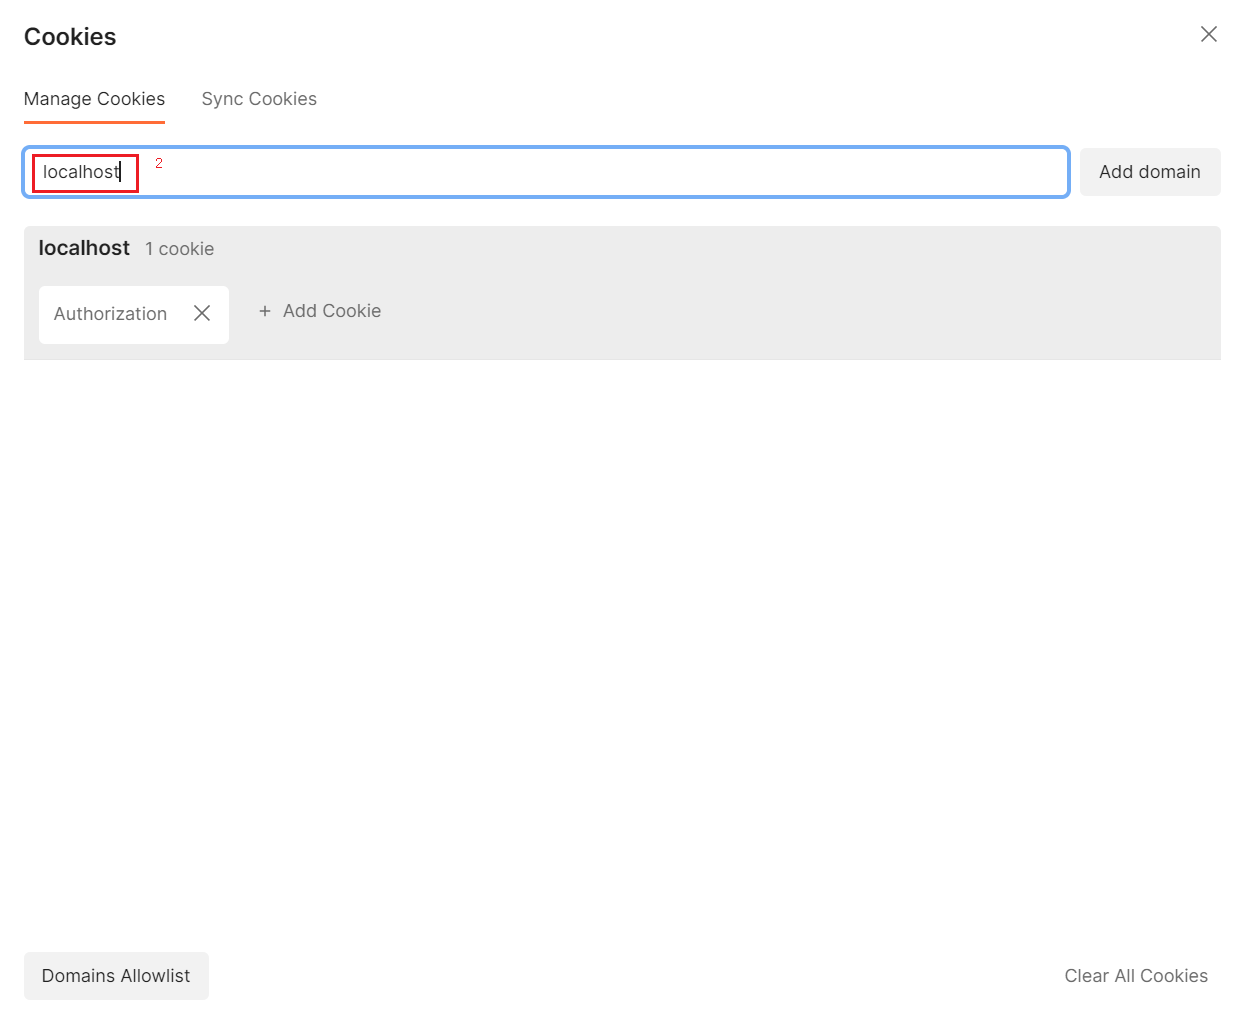 Cookies
Manage Cookies Sync Cookies
localhost 2 Add domain
localhost 1 cookie
Authorization + Add Cookie
Domains Allowlist Clear All Cookies